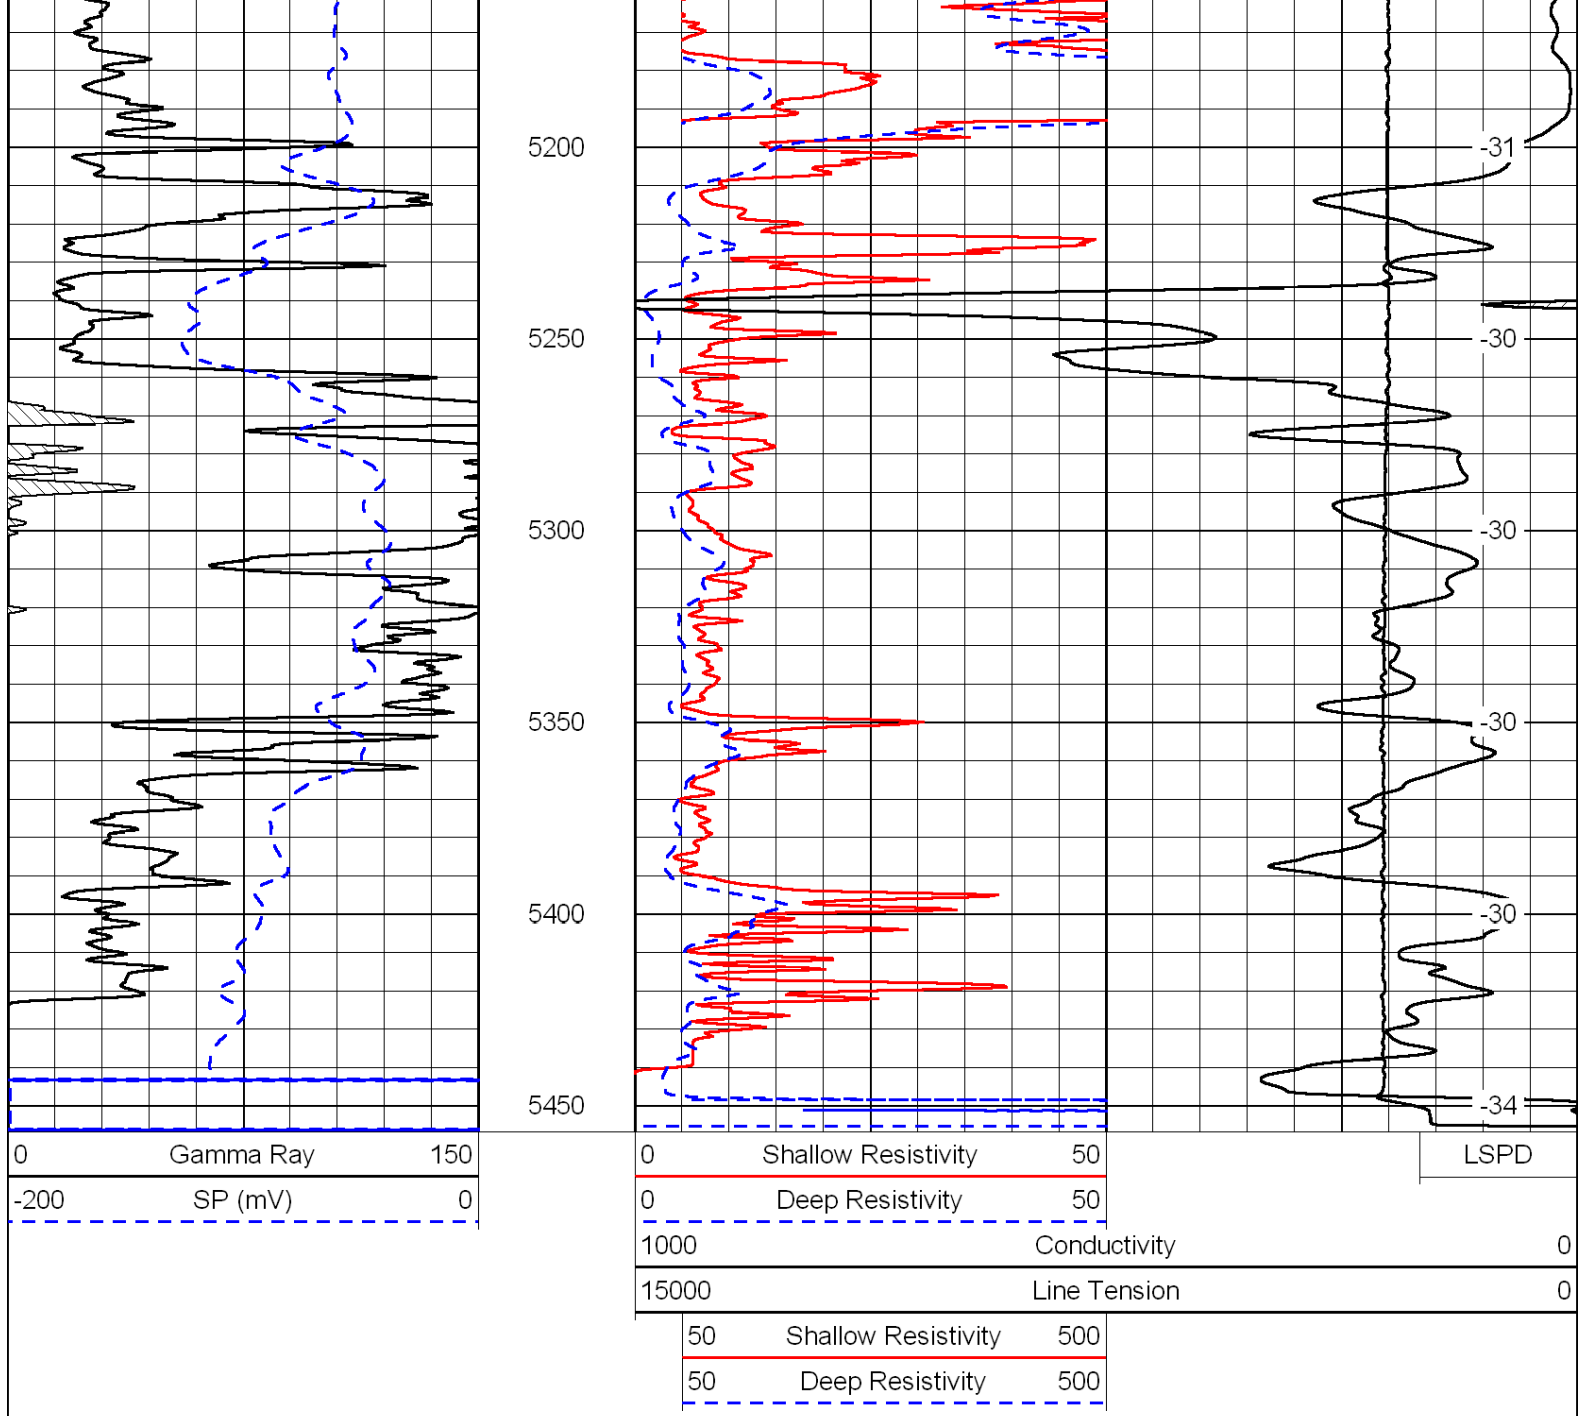 5200 -31
5250 -30
5300 -30
5350 -30
5400 -30
5450 -34
0 Gamma Ray 150 0 Shallow Resistivity 50 LSPD
-200 SP (mV) 0 0 Deep Resistivity 50
1000 Conductivity 0
15000 Line Tension 0
50 Shallow Resistivity 500
50 Deep Resistivity 500